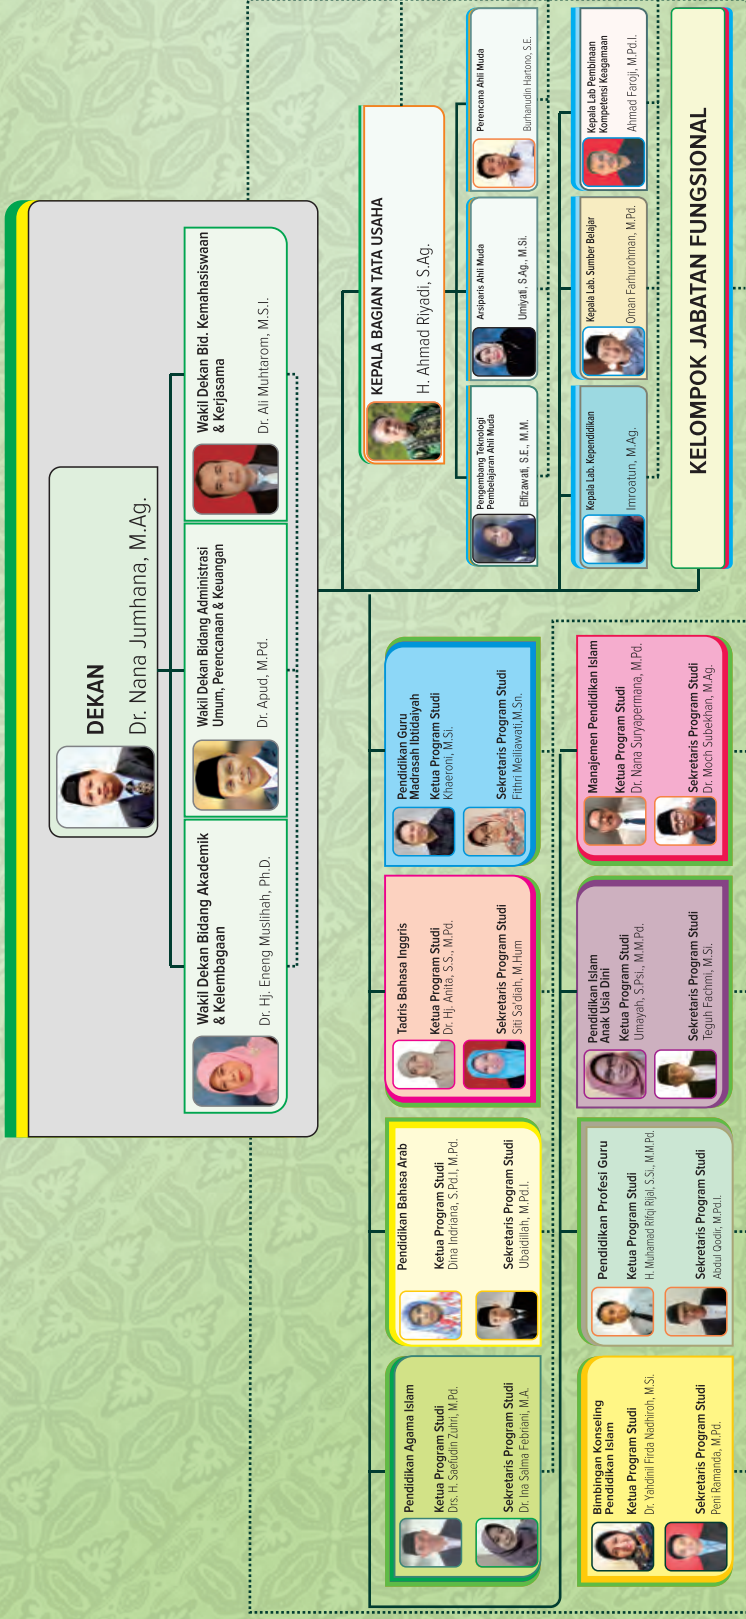 DEKAN
Dr. Nana Jumhana, M.Ag.
Wakil Dekan Bidang Akademik
& Kelembagaan
Dr. Hj. Eneng Muslihah, Ph.D.
Wakil Dekan Bidang Administrasi
Umum, Perencanaan & Keuangan
Dr. Apud, M.Pd.
Wakil Dekan Bid. Kemahasiswaan
& Kerjasama
Dr. Ali Muhtarom, M.S.I.
KEPALA BAGIAN TATA USAHA
H. Ahmad Riyadi, S.Ag.
Pengembang Teknologi
Pembelajaran Ahli Muda
Elfizawati, S.E., M.M.
Arsiparis Ahli Muda
Umiyati, S.Ag., M.Si.
Perencana Ahli Muda
Burhanudin Hartono, S.E.
Kepala Lab. Kependidikan
Imroatun, M.Ag.
Kepala Lab. Sumber Belajar
Oman Farhurohman, M.Pd.
Kepala Lab Pembinaan
Kompetensi Keagamaan
Ahmad Faroji, M.Pd.I.
KELOMPOK JABATAN FUNGSIONAL
Pendidikan Agama Islam
Ketua Program Studi
Drs. H. Saefudin Zuhri, M.Pd.
Sekretaris Program Studi
Dr. Ina Salma Febriani, M.A.
Pendidikan Bahasa Arab
Ketua Program Studi
Dina Indriana, S.Pd.I, M.Pd.
Sekretaris Program Studi
Ubaidillah, M.Pd.I.
Tadris Bahasa Inggris
Ketua Program Studi
Dr. Hj. Anita, S.S., M.Pd.
Sekretaris Program Studi
Siti Sa'diah, M.Hum
Pendidikan Guru
Madrasah Ibtidaiyah
Ketua Program Studi
Khaeroni, M.Si.
Sekretaris Program Studi
Fithri Meiliawati,M.Sn.
Bimbingan Konseling
Pendidikan Islam
Ketua Program Studi
Dr. Yahdinil Firda Nadhiroh, M.Si.
Sekretaris Program Studi
Peni Ramanda, M.Pd.
Pendidikan Profesi Guru
Ketua Program Studi
H. Muhamad Rifqi Rijal, S.Si., M.M.Pd.
Sekretaris Program Studi
Abdul Qodir, M.Pd.I.
Pendidikan Islam
Anak Usia Dini
Ketua Program Studi
Umayah, S.Psi., M.M.Pd.
Sekretaris Program Studi
Teguh Fachmi, M.Si.
Manajemen Pendidikan Islam
Ketua Program Studi
Dr. Nana Suryapermana, M.Pd.
Sekretaris Program Studi
Dr. Moch Subekhan, M.Ag.